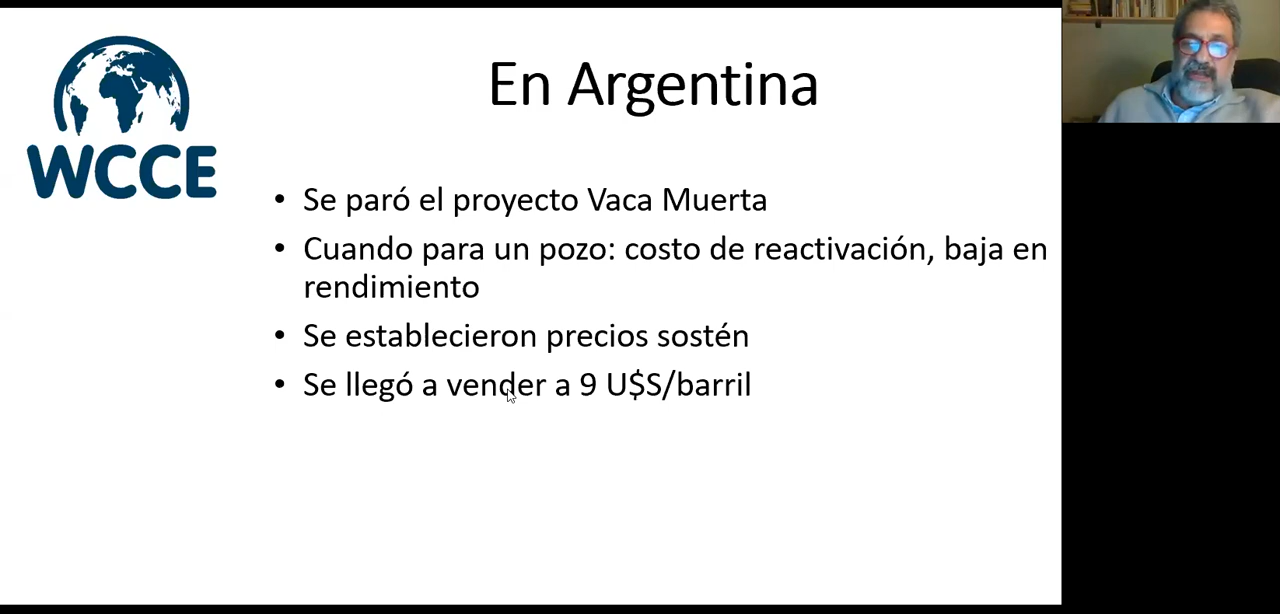 WCCE
En Argentina
• Se paró el proyecto Vaca Muerta
• Cuando para un pozo: costo de reactivación, baja en
rendimiento
• Se establecieron precios sostén
• Se llegó a vender a 9 U$S/barril